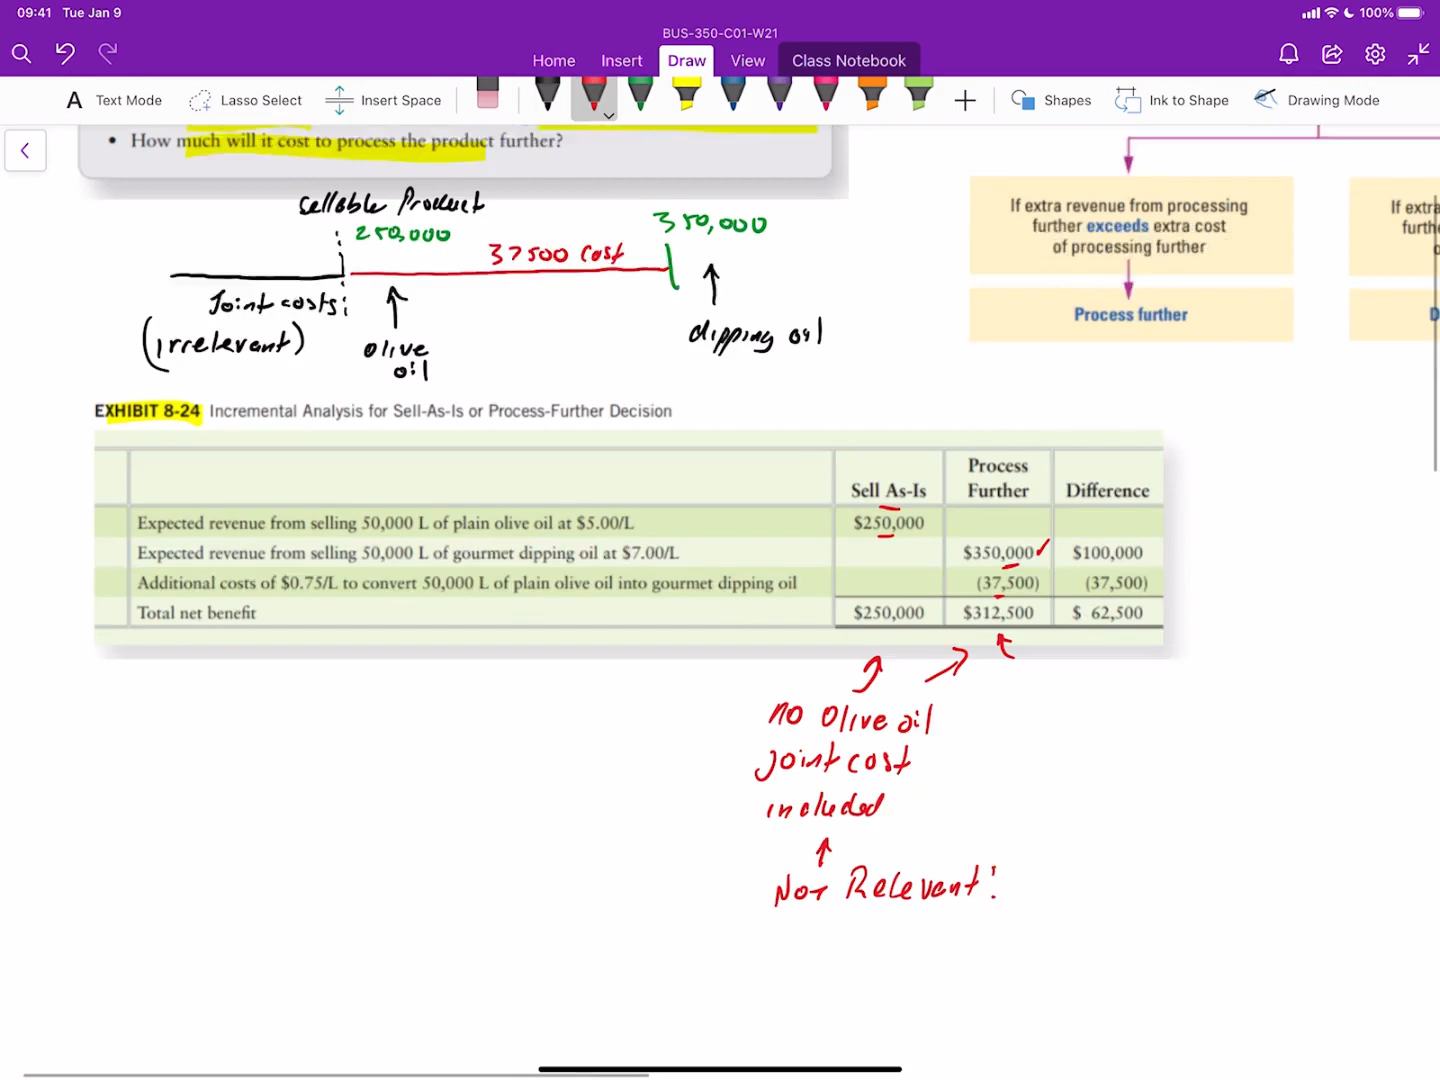 09:41 Tue Jan 9
100%
BUS-350-C01-W21
Home Insert Draw View Class Notebook
A Text Mode Lasso Select Insert Space Shapes Ink to Shape Drawing Mode
• How much will it cost to process the product further?
Sellable Product
250,000
37500 Cost
350,000
Joint costs:
(irrelevant)
olive
oil
dipping oil
If extra revenue from processing
further exceeds extra cost
of processing further
Process further
If extra
furth
D
EXHIBIT 8-24 Incremental Analysis for Sell-As-Is or Process-Further Decision
Sell As-Is Process Further Difference
Expected revenue from selling 50,000 L of plain olive oil at $5.00/L $250,000
Expected revenue from selling 50,000 L of gourmet dipping oil at $7.00/L $350,000 $100,000
Additional costs of $0.75/L to convert 50,000 L of plain olive oil into gourmet dipping oil (37,500) (37,500)
Total net benefit $250,000 $312,500 $ 62,500
no olive oil
joint cost
included
Not Relevant!